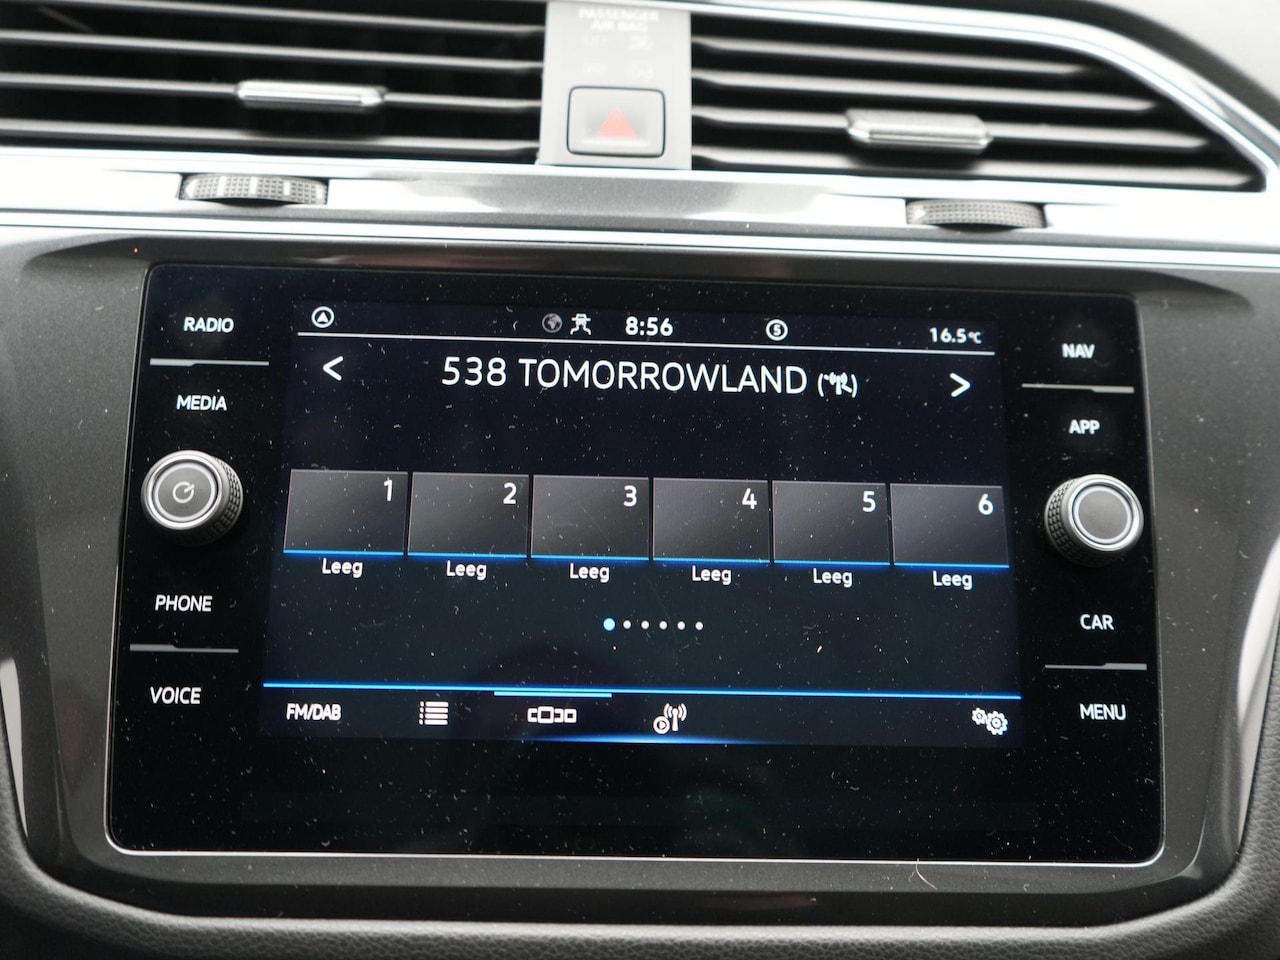 PASSENGER
AIR BAG
RADIO
MEDIA
PHONE
VOICE
8:56
5
16.5°C
< 538 TOMORROWLAND >
1
2
3
4
5
6
Leeg
Leeg
Leeg
Leeg
Leeg
Leeg
FM/DAB
NAV
APP
CAR
MENU